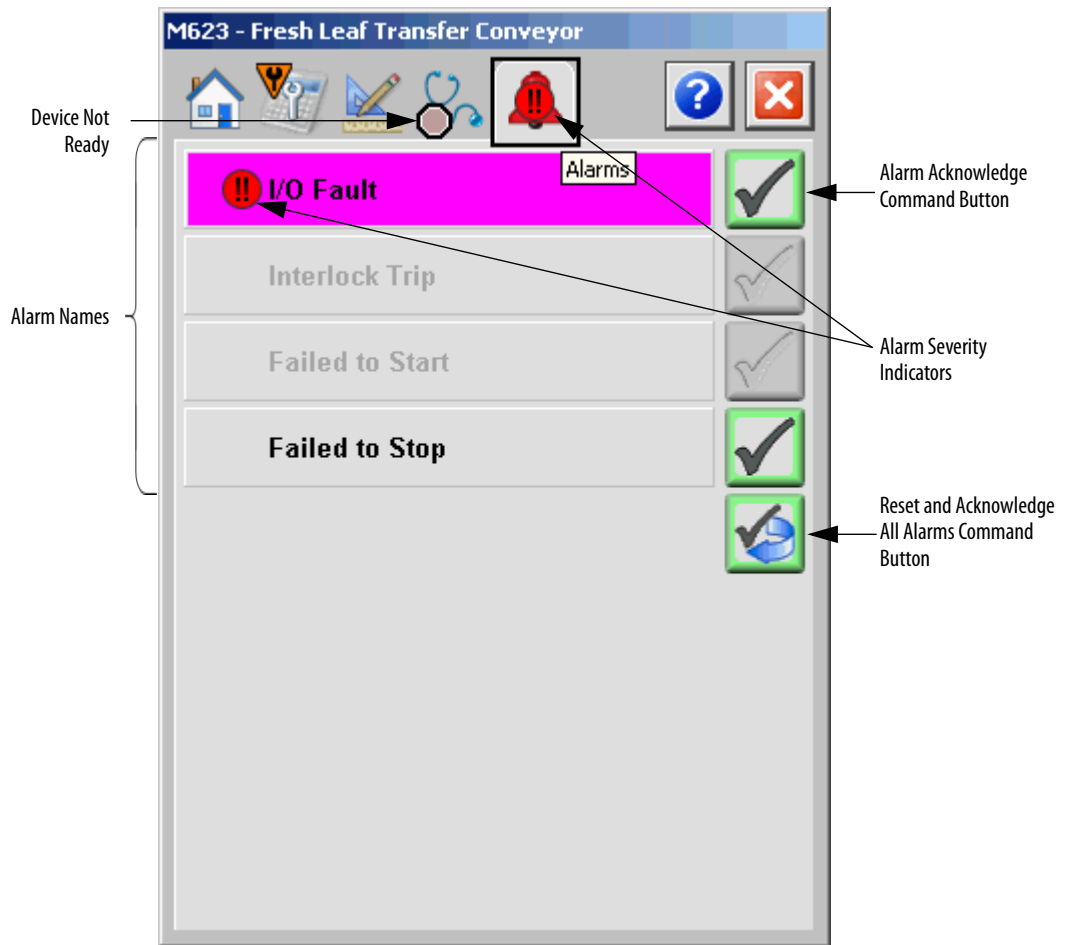 M623 - Fresh Leaf Transfer Conveyor
Device Not
Ready
Alarms
!! I/O Fault
Interlock Trip
Failed to Start
Failed to Stop
Alarm Names
Alarm Acknowledge
Command Button
Alarm Severity
Indicators
Reset and Acknowledge
All Alarms Command
Button
!!
?